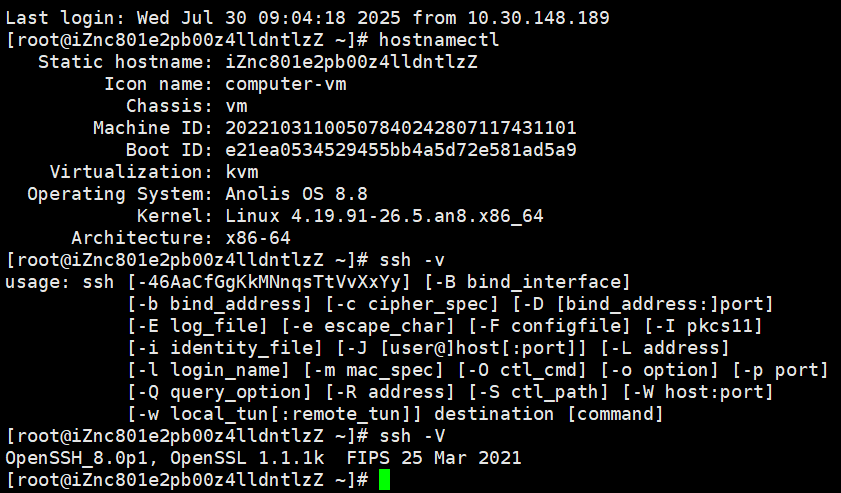 Last login: Wed Jul 30 09:04:18 2025 from 10.30.148.189
[root@iZnc801e2pb00z4lldntlzZ ~]# hostnamectl
   Static hostname: iZnc801e2pb00z4lldntlzZ
         Icon name: computer-vm
           Chassis: vm
        Machine ID: 20221031100507840242807117431101
           Boot ID: e21ea0534529455bb4a5d72e581ad5a9
    Virtualization: kvm
  Operating System: Anolis OS 8.8
            Kernel: Linux 4.19.91-26.5.an8.x86_64
      Architecture: x86-64
[root@iZnc801e2pb00z4lldntlzZ ~]# ssh -v
usage: ssh [-46AaCfGgKkMNnqsTtVvXxYy] [-B bind_interface]
           [-b bind_address] [-c cipher_spec] [-D [bind_address:]port]
           [-E log_file] [-e escape_char] [-F configfile] [-I pkcs11]
           [-i identity_file] [-J [user@]host[:port]] [-L address]
           [-l login_name] [-m mac_spec] [-O ctl_cmd] [-o option] [-p port]
           [-Q query_option] [-R address] [-S ctl_path] [-W host:port]
           [-w local_tun[:remote_tun]] destination [command]
[root@iZnc801e2pb00z4lldntlzZ ~]# ssh -V
OpenSSH_8.0p1, OpenSSL 1.1.1k  FIPS 25 Mar 2021
[root@iZnc801e2pb00z4lldntlzZ ~]#